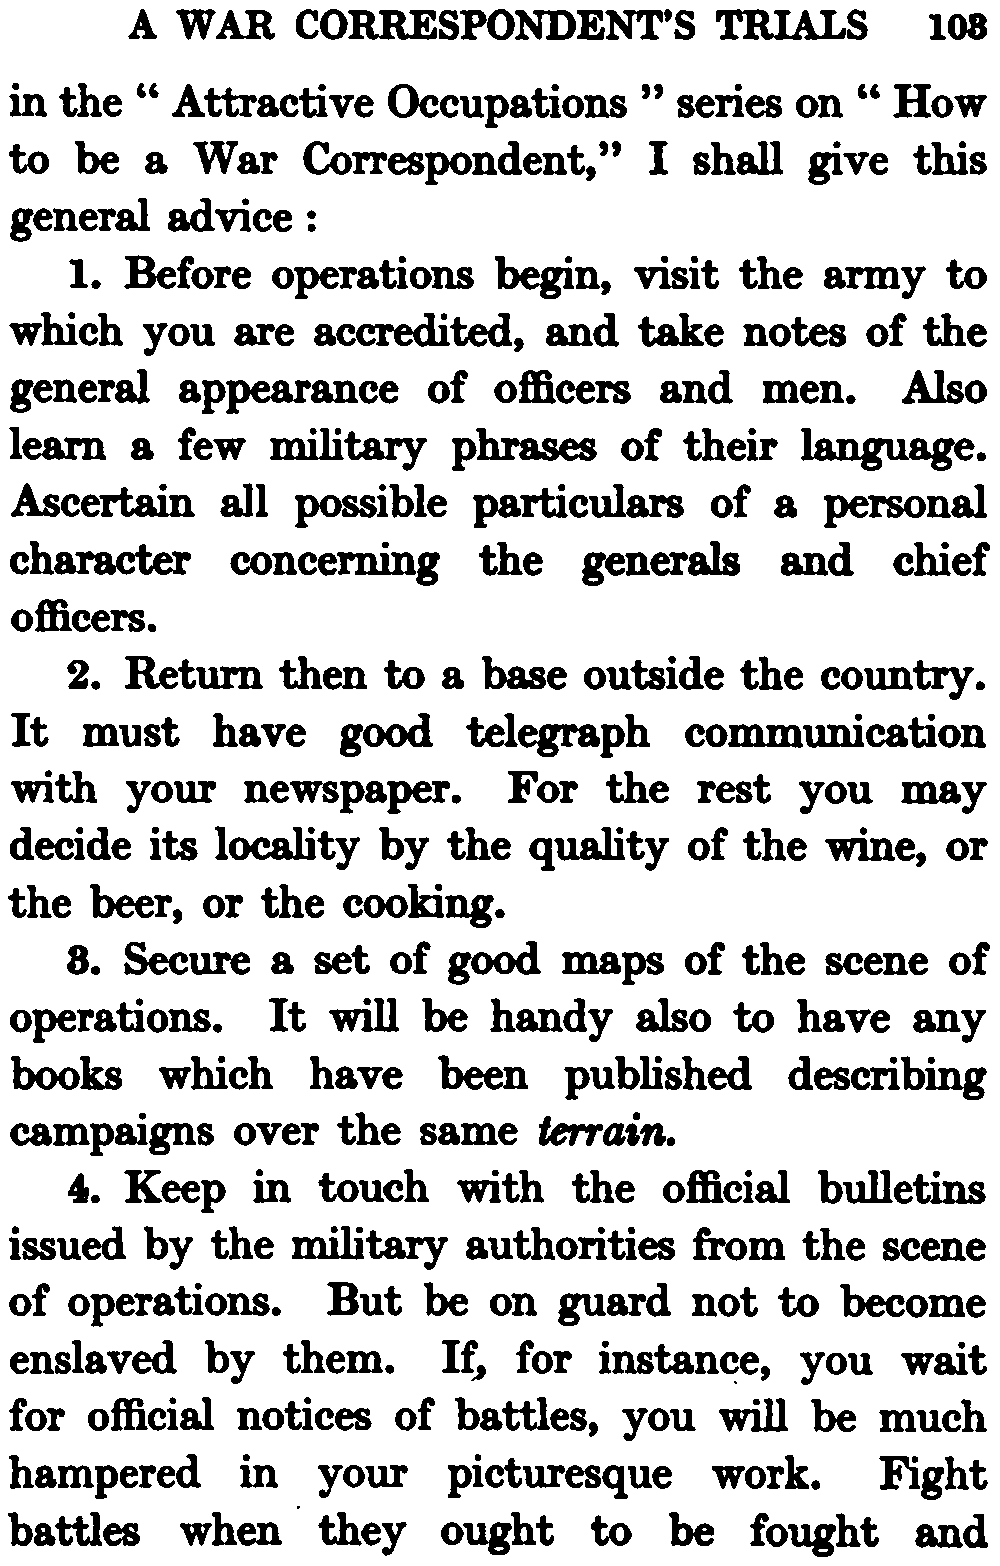 A WAR CORRESPONDENT'S TRIALS 103
in the " Attractive Occupations " series on " How
to be a War Correspondent," I shall give this
general advice :
1. Before operations begin, visit the army to
which you are accredited, and take notes of the
general appearance of officers and men. Also
learn a few military phrases of their language.
Ascertain all possible particulars of a personal
character concerning the generals and chief
officers.
2. Return then to a base outside the country.
It must have good telegraph communication
with your newspaper. For the rest you may
decide its locality by the quality of the wine, or
the beer, or the cooking.
3. Secure a set of good maps of the scene of
operations. It will be handy also to have any
books which have been published describing
campaigns over the same terrain.
4. Keep in touch with the official bulletins
issued by the military authorities from the scene
of operations. But be on guard not to become
enslaved by them. If, for instance, you wait
for official notices of battles, you will be much
hampered in your picturesque work. Fight
battles when they ought to be fought and